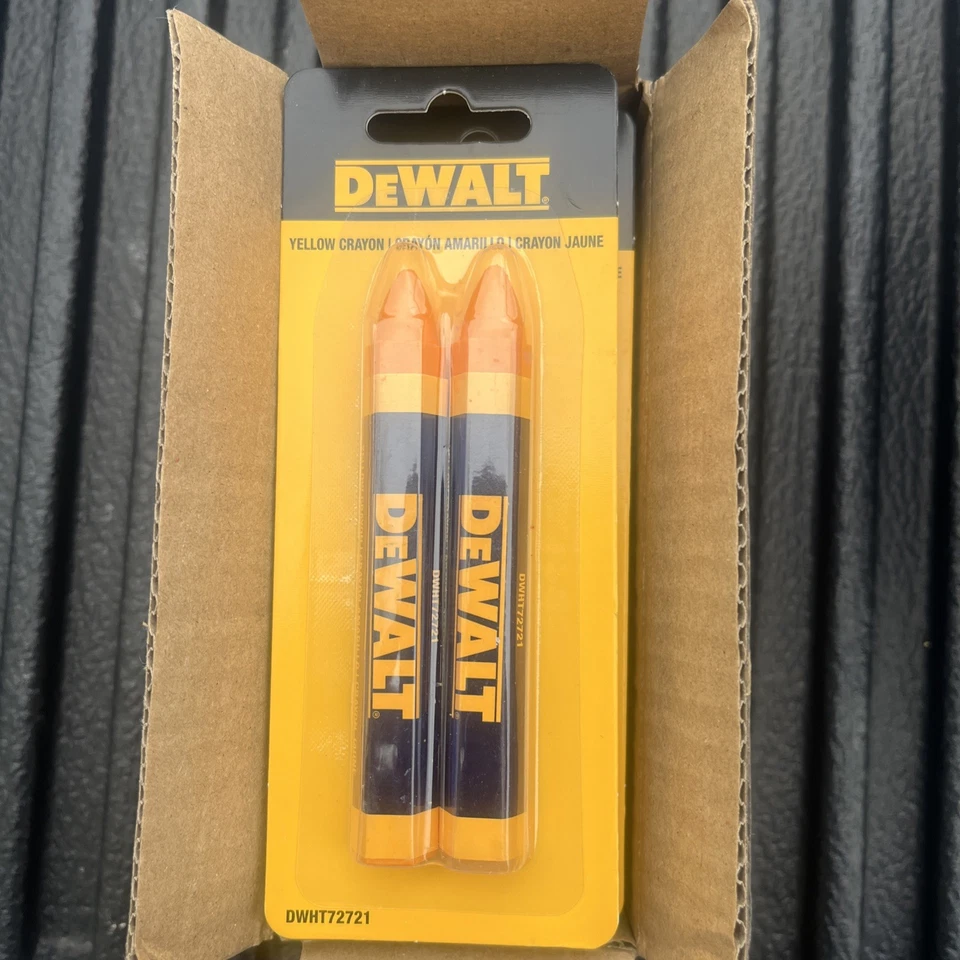 DEWALT®
YELLOW CRAYON | CRAYÓN AMARILLO | CRAYON JAUNE
DEWALT®
DWHT72721
DEWALT
DWHT72721
DWHT72721